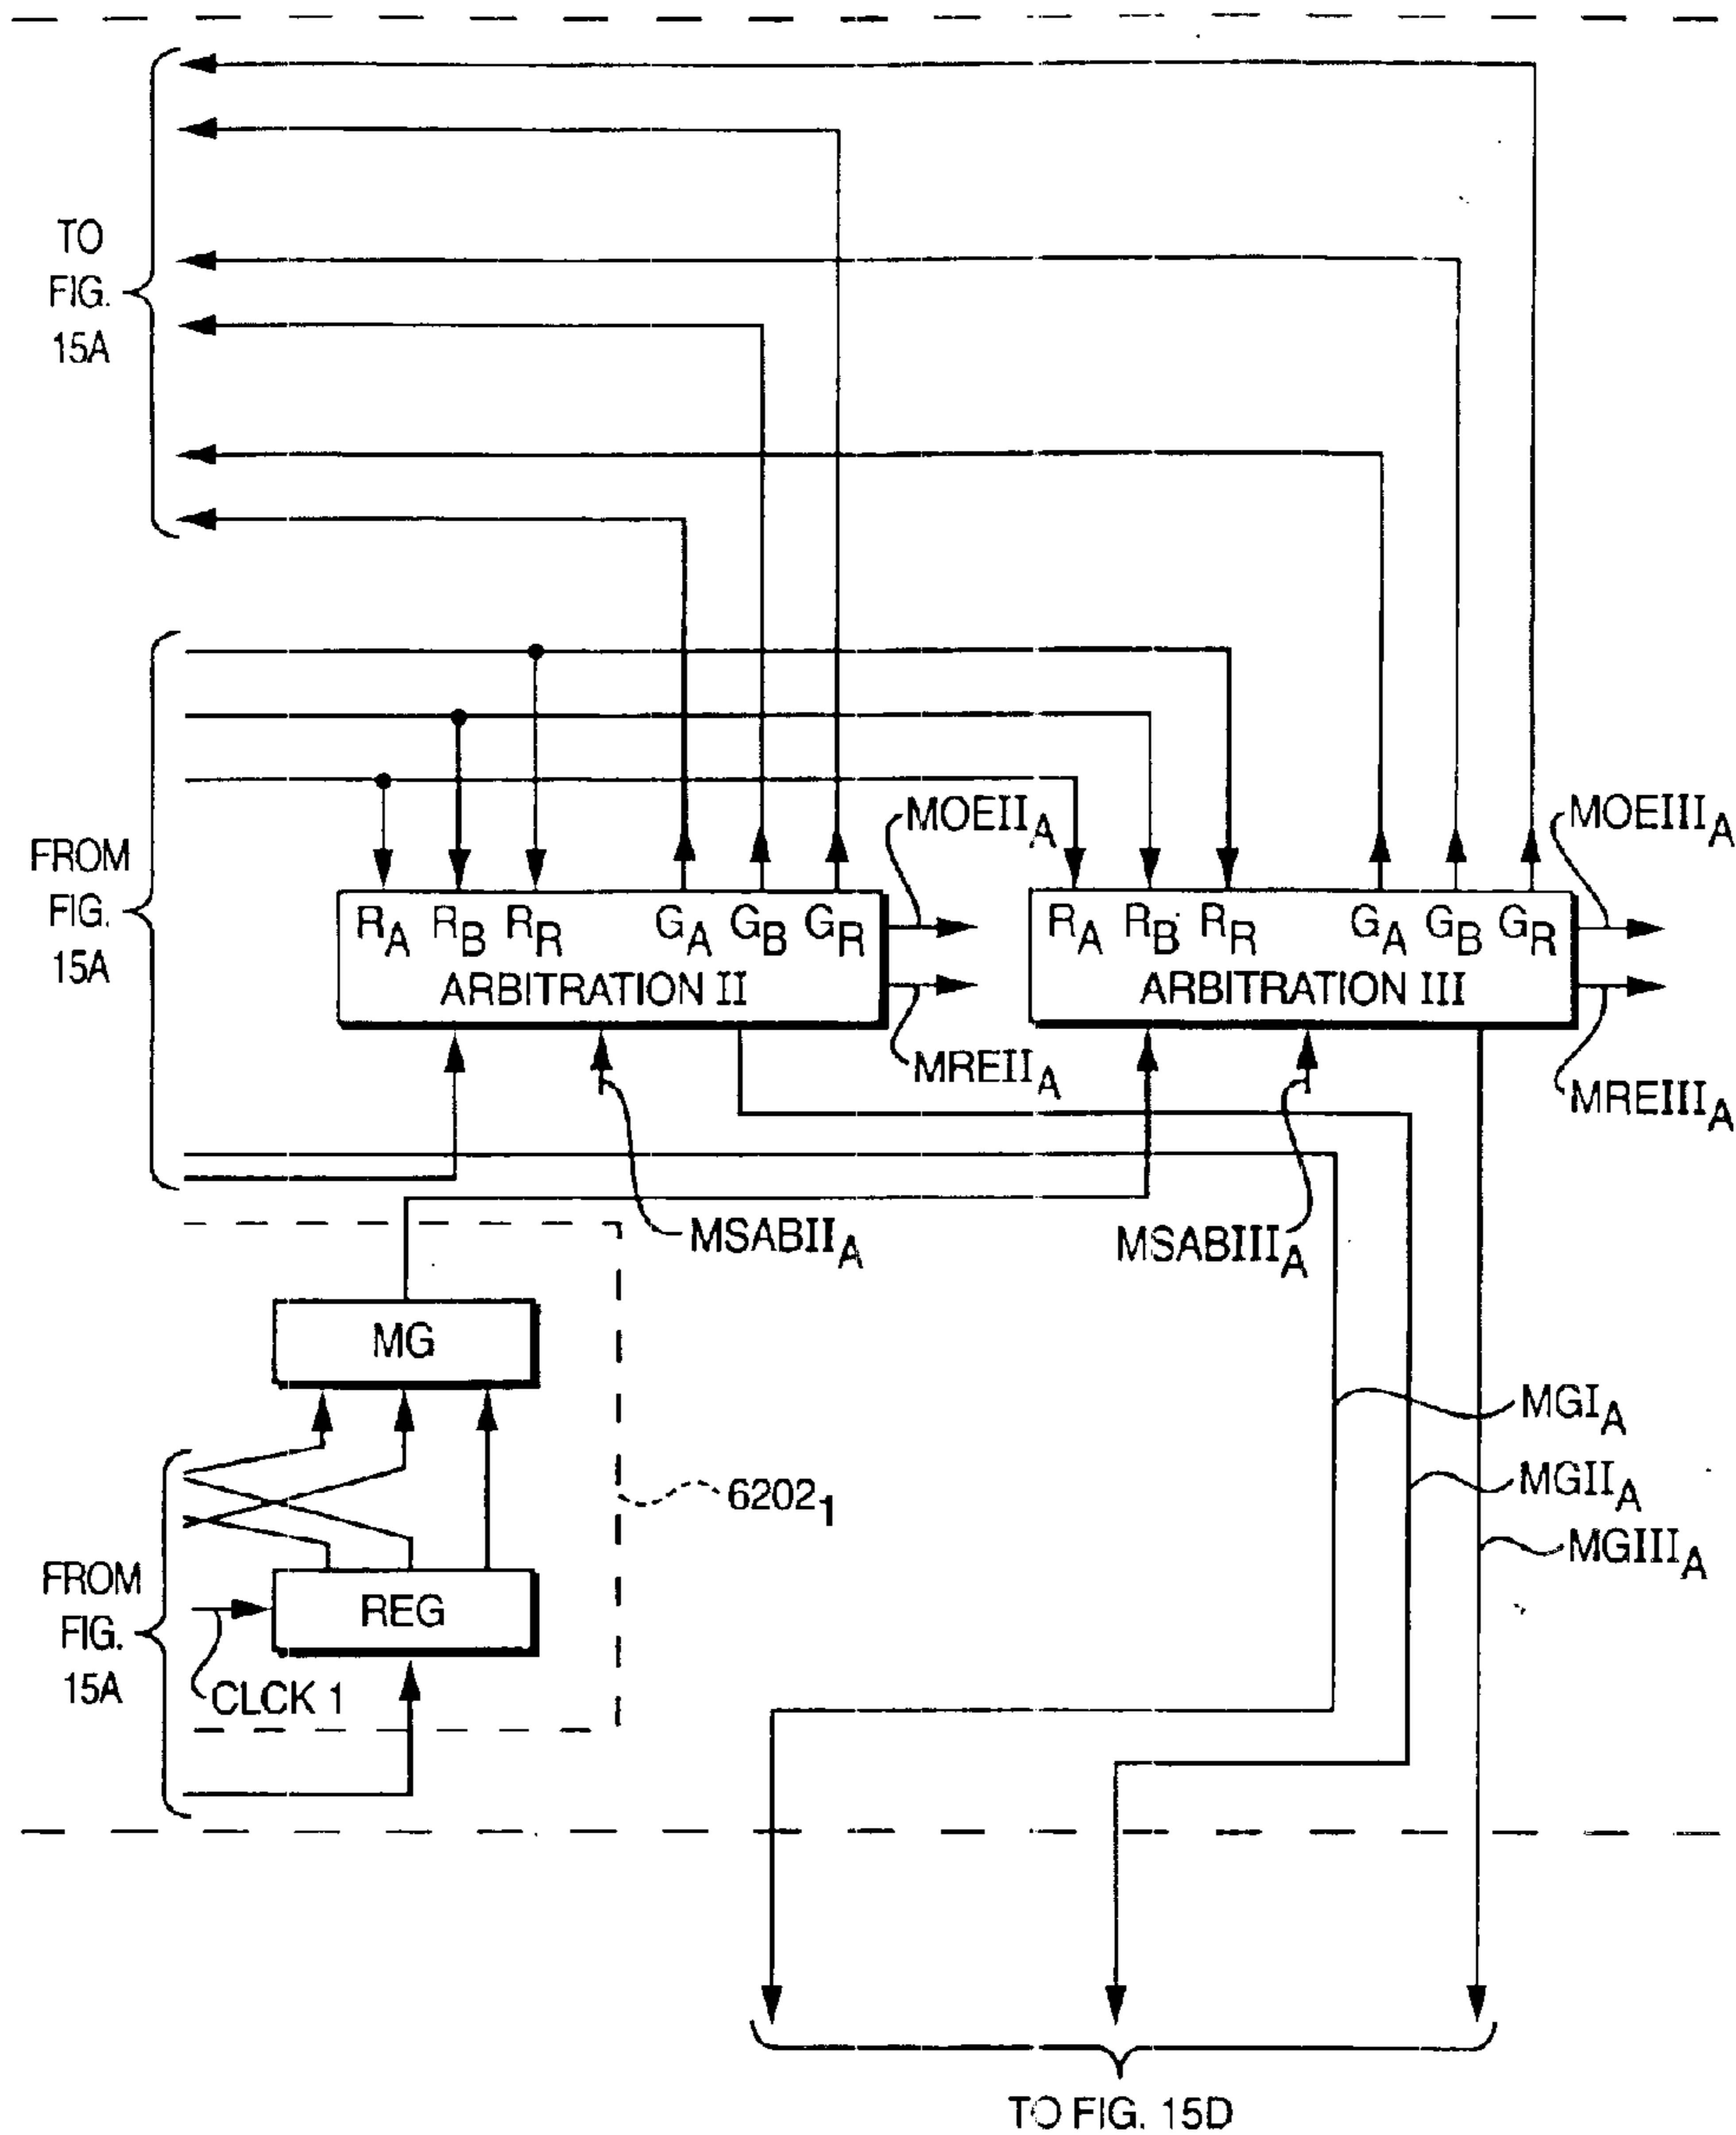 TO
FIG.
15A
FROM
FIG.
15A
MOEII_A
MOEIII_A
R_A R_B R_R G_A G_B G_R
ARBITRATION II
R_A R_B R_R G_A G_B G_R
ARBITRATION III
MREII_A
MREIII_A
MSABII_A
MSABIII_A
MG
MGI_A
MGII_A
MGIII_A
6202_1
FROM
FIG.
15A
REG
CLCK 1
TO FIG. 15D